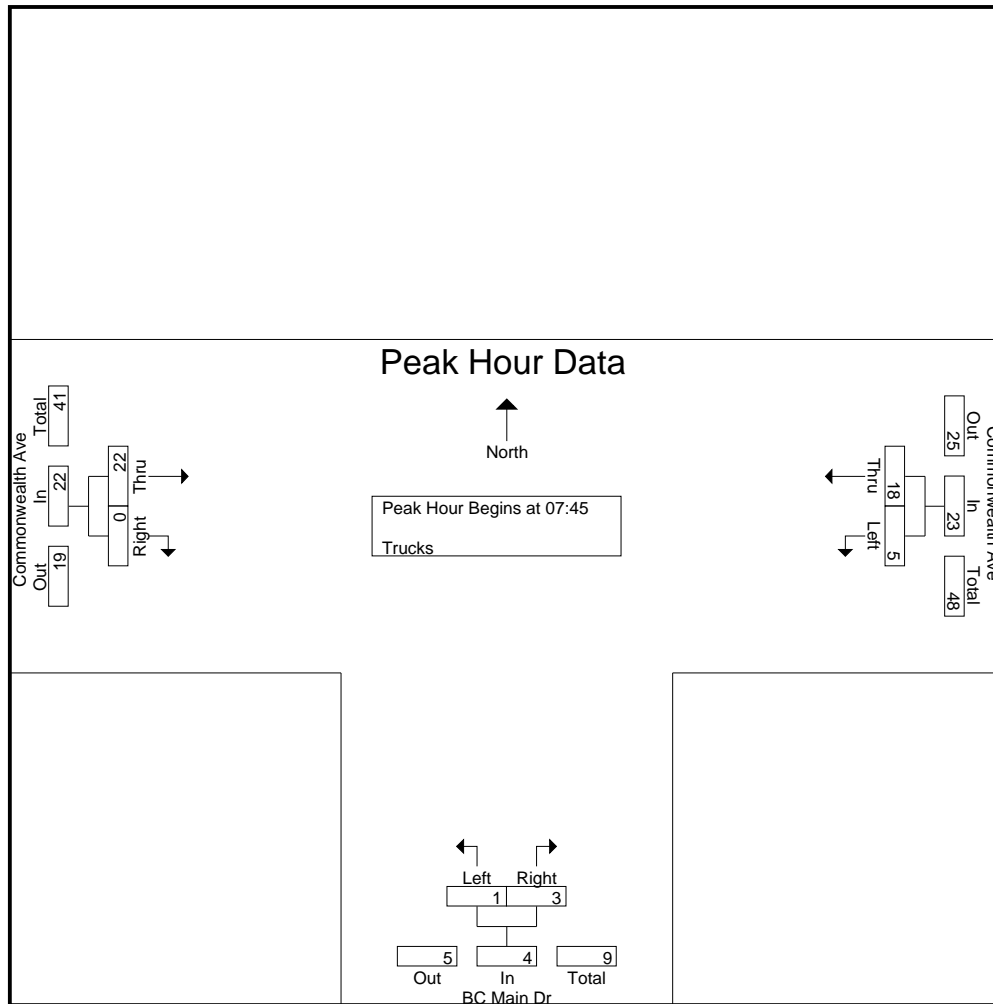 Peak Hour Data
North
Peak Hour Begins at 07:45
Trucks
Commonwealth Ave
Out
In
Total
19
22
41
Right
Thru
0
22
Commonwealth Ave
Out
In
Total
25
23
48
Thru
Left
18
5
Left
Right
1
3
5
4
9
Out
In
Total
BC Main Dr